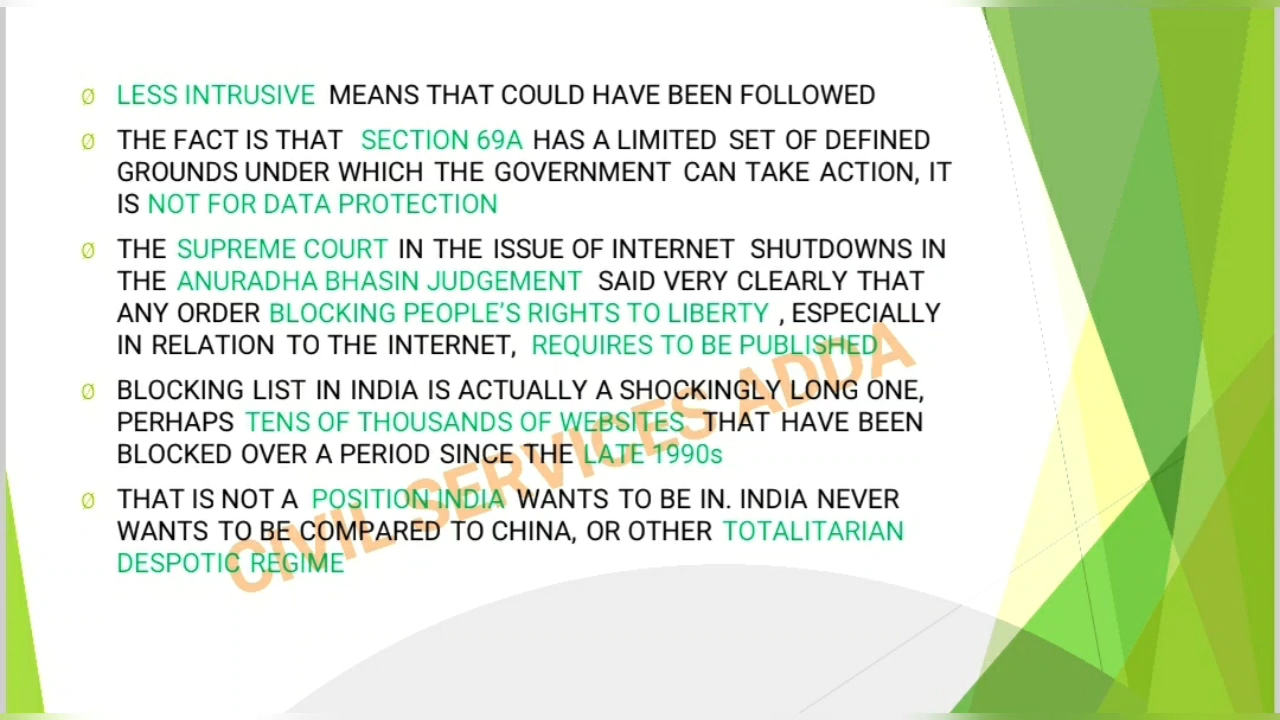 Ø LESS INTRUSIVE MEANS THAT COULD HAVE BEEN FOLLOWED
Ø THE FACT IS THAT SECTION 69A HAS A LIMITED SET OF DEFINED
GROUNDS UNDER WHICH THE GOVERNMENT CAN TAKE ACTION, IT
IS NOT FOR DATA PROTECTION
Ø THE SUPREME COURT IN THE ISSUE OF INTERNET SHUTDOWNS IN
THE ANURADHA BHASIN JUDGEMENT SAID VERY CLEARLY THAT
ANY ORDER BLOCKING PEOPLE'S RIGHTS TO LIBERTY , ESPECIALLY
IN RELATION TO THE INTERNET, REQUIRES TO BE PUBLISHED
Ø BLOCKING LIST IN INDIA IS ACTUALLY A SHOCKINGLY LONG ONE,
PERHAPS TENS OF THOUSANDS OF WEBSITES THAT HAVE BEEN
BLOCKED OVER A PERIOD SINCE THE LATE 1990s
Ø THAT IS NOT A POSITION INDIA WANTS TO BE IN. INDIA NEVER
WANTS TO BE COMPARED TO CHINA, OR OTHER TOTALITARIAN
DESPOTIC REGIME
CIVIL SERVICES ADDA